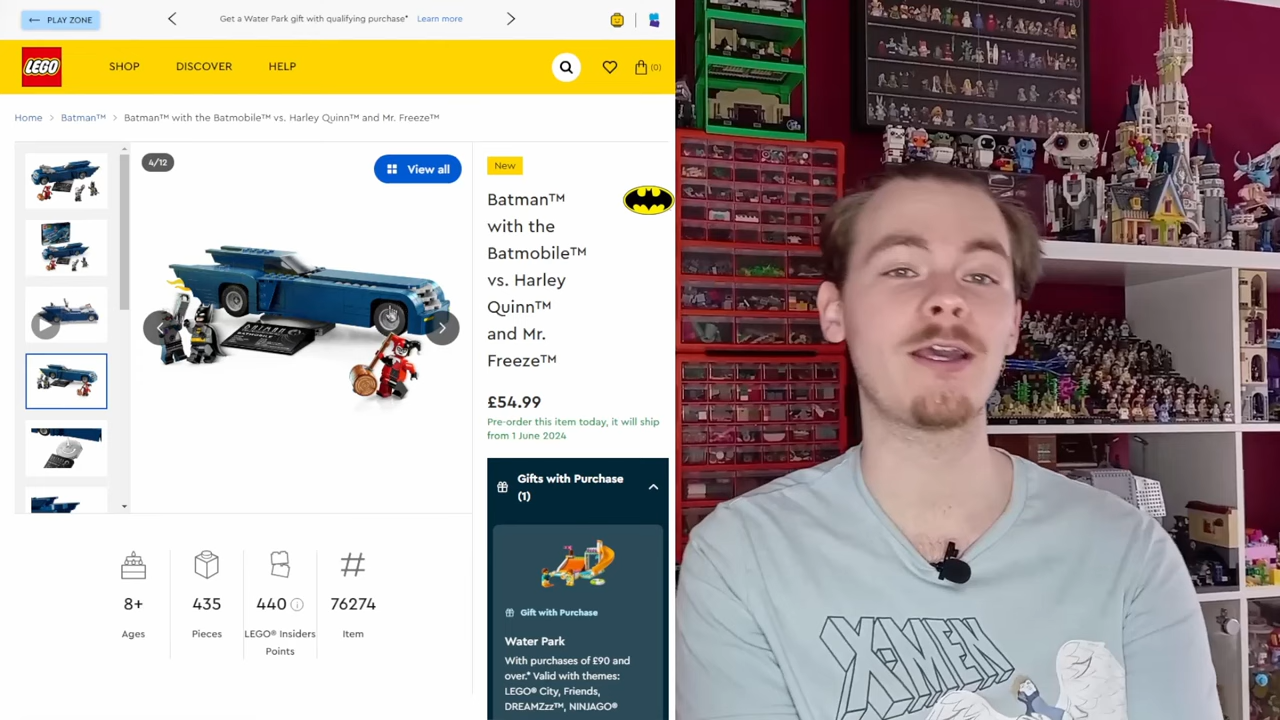 ← PLAY ZONE
Get a Water Park gift with qualifying purchase* Learn more
LEGO
SHOP DISCOVER HELP
(0)
Home > Batman™ > Batman™ with the Batmobile™ vs. Harley Quinn™ and Mr. Freeze™
4/12
View all
New
Batman™
with the
Batmobile™
vs. Harley
Quinn™
and Mr.
Freeze™
£54.99
Pre-order this item today, it will ship
from 1 June 2024
Gifts with Purchase
(1)
Gift with Purchase
Water Park
With purchases of £90 and
over.* Valid with themes:
LEGO® City, Friends,
DREAMZzz™, NINJAGO®
8+
Ages
435
Pieces
440
LEGO® Insiders
Points
#
76274
Item
BATMAN
X-MEN